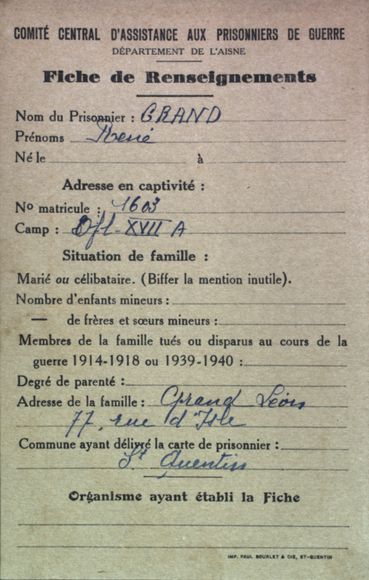 COMITÉ CENTRAL D'ASSISTANCE AUX PRISONNIERS DE GUERRE
DÉPARTEMENT DE L'AISNE
Fiche de Renseignements
Nom du Prisonnier : GRAND
Prénoms René
Né le à
Adresse en captivité :
No matricule : 1603
Camp : Ofl-XVII A
Situation de famille :
Marié ou célibataire. (Biffer la mention inutile).
Nombre d'enfants mineurs :
— de frères et sœurs mineurs :
Membres de la famille tués ou disparus au cours de la
guerre 1914-1918 ou 1939-1940 :
Degré de parenté :
Adresse de la famille : Grand Léon
77, rue d'Isle
Commune ayant délivré la carte de prisonnier :
St Quentin
Organisme ayant établi la Fiche
IMP. PAUL BOURLET & CIE, ST-QUENTIN